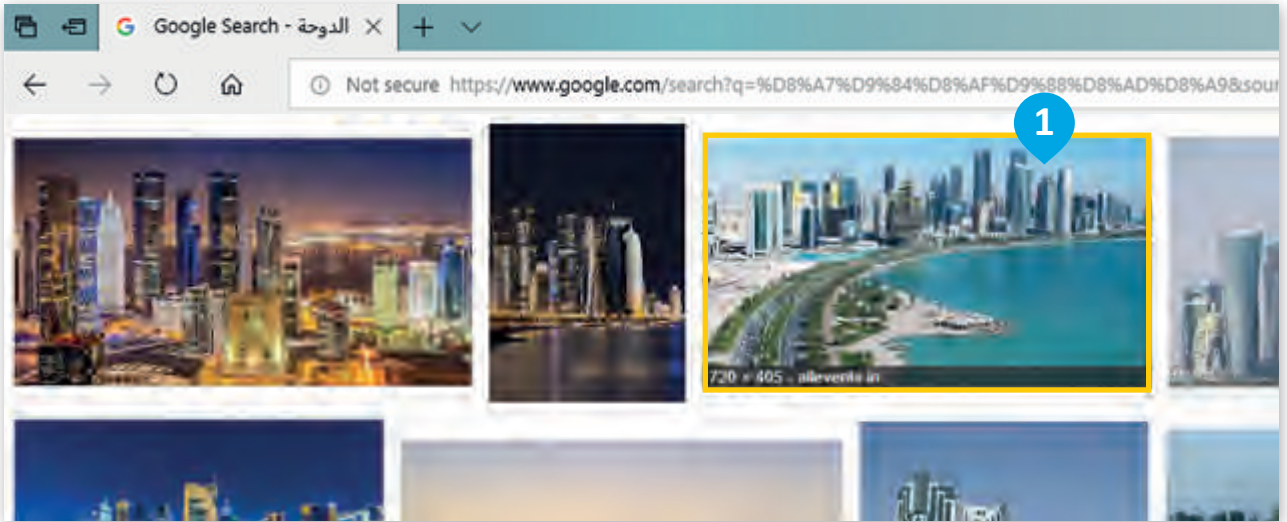 Google Search - الدوحة
Not secure https://www.google.com/search?q=%D8%A7%D9%84%D8%AF%D9%88%D8%AD%D8%A9&sour
1
720 × 405 - allevents.in